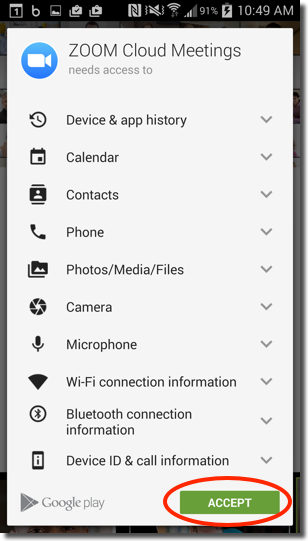 91% 10:49 AM
ZOOM Cloud Meetings
needs access to
Device & app history
Calendar
Contacts
Phone
Photos/Media/Files
Camera
Microphone
Wi-Fi connection information
Bluetooth connection
information
Device ID & call information
Google play
ACCEPT